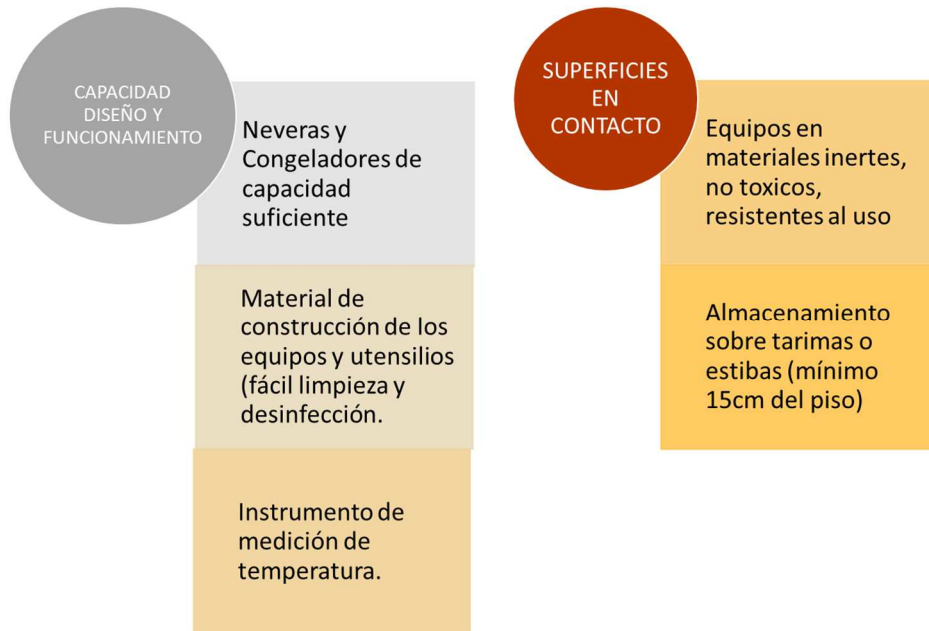 CAPACIDAD
DISEÑO Y
FUNCIONAMIENTO
Neveras y
Congeladores de
capacidad
suficiente
Material de
construcción de los
equipos y utensilios
(fácil limpieza y
desinfección.
Instrumento de
medición de
temperatura.
SUPERFICIES
EN
CONTACTO
Equipos en
materiales inertes,
no toxicos,
resistentes al uso
Almacenamiento
sobre tarimas o
estibas (mínimo
15cm del piso)